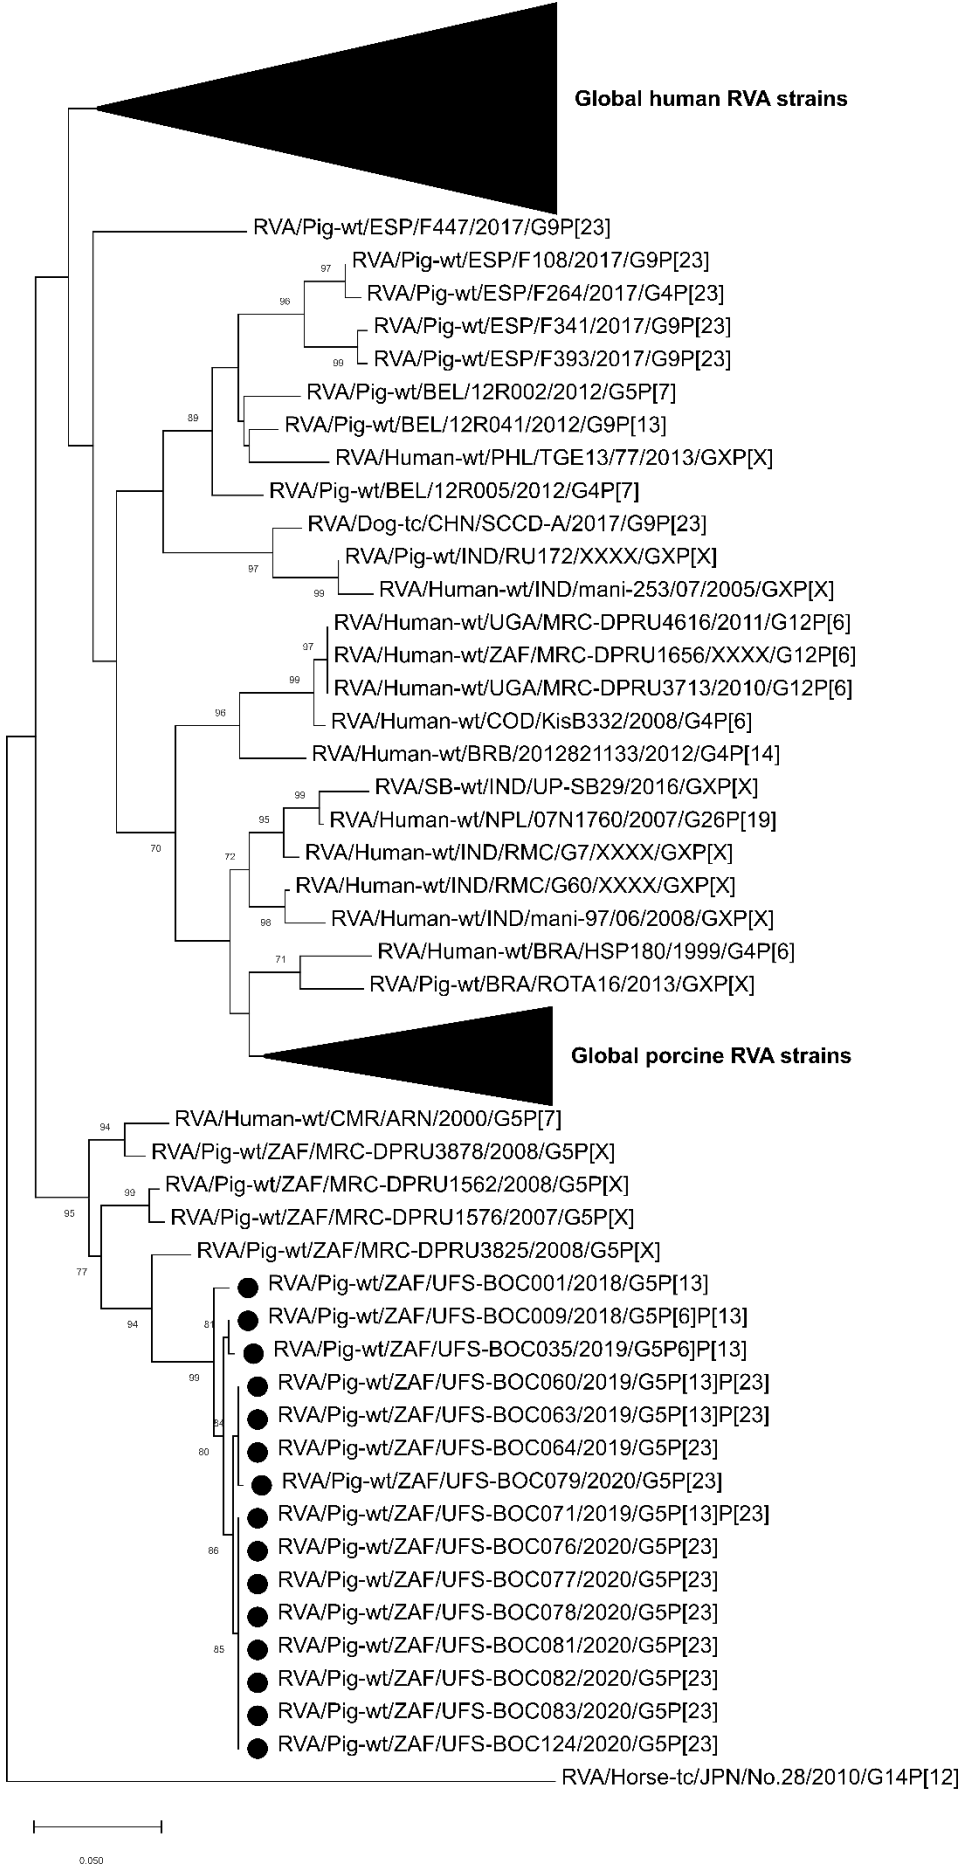 Global human RVA strains
RVA/Pig-wt/ESP/F447/2017/G9P[23]
RVA/Pig-wt/ESP/F108/2017/G9P[23]
97
RVA/Pig-wt/ESP/F264/2017/G4P[23]
96
RVA/Pig-wt/ESP/F341/2017/G9P[23]
RVA/Pig-wt/ESP/F393/2017/G9P[23]
99
RVA/Pig-wt/BEL/12R002/2012/G5P[7]
89
RVA/Pig-wt/BEL/12R041/2012/G9P[13]
RVA/Human-wt/PHL/TGE13/77/2013/GXP[X]
RVA/Pig-wt/BEL/12R005/2012/G4P[7]
RVA/Dog-tc/CHN/SCCD-A/2017/G9P[23]
RVA/Pig-wt/IND/RU172/XXXX/GXP[X]
97
RVA/Human-wt/IND/mani-253/07/2005/GXP[X]
99
RVA/Human-wt/UGA/MRC-DPRU4616/2011/G12P[6]
97
RVA/Human-wt/ZAF/MRC-DPRU1656/XXXX/G12P[6]
99
RVA/Human-wt/UGA/MRC-DPRU3713/2010/G12P[6]
96
RVA/Human-wt/COD/KisB332/2008/G4P[6]
RVA/Human-wt/BRB/2012821133/2012/G4P[14]
RVA/SB-wt/IND/UP-SB29/2016/GXP[X]
99
RVA/Human-wt/NPL/07N1760/2007/G26P[19]
95
70
RVA/Human-wt/IND/RMC/G7/XXXX/GXP[X]
72
RVA/Human-wt/IND/RMC/G60/XXXX/GXP[X]
98
RVA/Human-wt/IND/mani-97/06/2008/GXP[X]
RVA/Human-wt/BRA/HSP180/1999/G4P[6]
71
RVA/Pig-wt/BRA/ROTA16/2013/GXP[X]
Global porcine RVA strains
RVA/Human-wt/CMR/ARN/2000/G5P[7]
94
RVA/Pig-wt/ZAF/MRC-DPRU3878/2008/G5P[X]
RVA/Pig-wt/ZAF/MRC-DPRU1562/2008/G5P[X]
99
95
RVA/Pig-wt/ZAF/MRC-DPRU1576/2007/G5P[X]
RVA/Pig-wt/ZAF/MRC-DPRU3825/2008/G5P[X]
77
RVA/Pig-wt/ZAF/UFS-BOC001/2018/G5P[13]
RVA/Pig-wt/ZAF/UFS-BOC009/2018/G5P[6]P[13]
94
81
RVA/Pig-wt/ZAF/UFS-BOC035/2019/G5P6]P[13]
99
RVA/Pig-wt/ZAF/UFS-BOC060/2019/G5P[13]P[23]
RVA/Pig-wt/ZAF/UFS-BOC063/2019/G5P[13]P[23]
84
80
RVA/Pig-wt/ZAF/UFS-BOC064/2019/G5P[23]
RVA/Pig-wt/ZAF/UFS-BOC079/2020/G5P[23]
RVA/Pig-wt/ZAF/UFS-BOC071/2019/G5P[13]P[23]
86
RVA/Pig-wt/ZAF/UFS-BOC076/2020/G5P[23]
RVA/Pig-wt/ZAF/UFS-BOC077/2020/G5P[23]
RVA/Pig-wt/ZAF/UFS-BOC078/2020/G5P[23]
85
RVA/Pig-wt/ZAF/UFS-BOC081/2020/G5P[23]
RVA/Pig-wt/ZAF/UFS-BOC082/2020/G5P[23]
RVA/Pig-wt/ZAF/UFS-BOC083/2020/G5P[23]
RVA/Pig-wt/ZAF/UFS-BOC124/2020/G5P[23]
RVA/Horse-tc/JPN/No.28/2010/G14P[12]
0.050